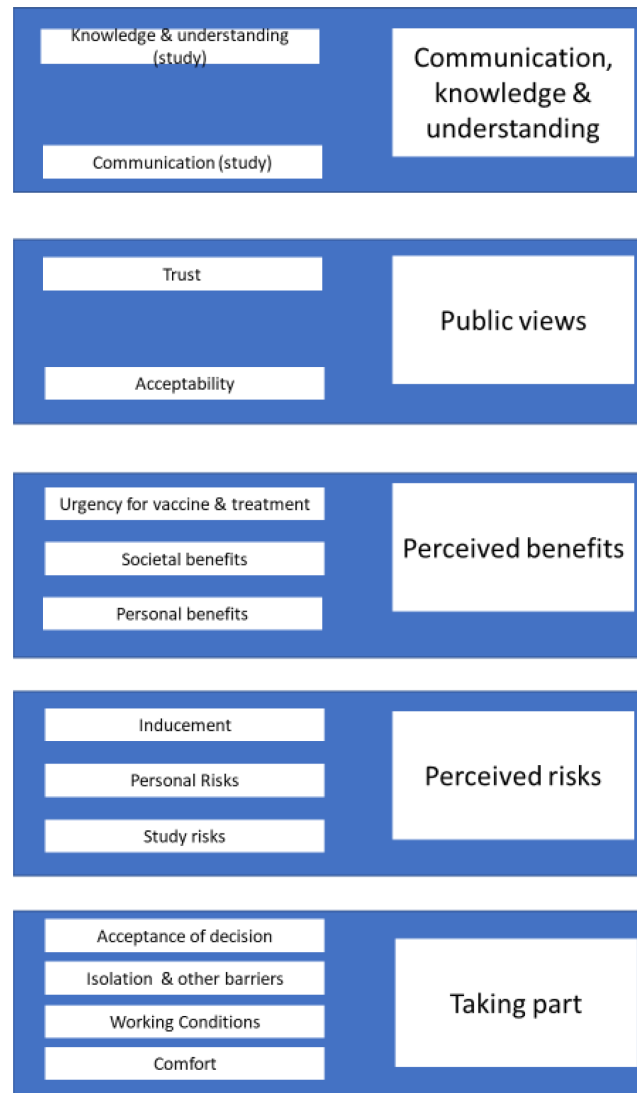 Knowledge & understanding
(study)
Communication (study)
Communication,
knowledge &
understanding
Trust
Acceptability
Public views
Urgency for vaccine & treatment
Societal benefits
Personal benefits
Perceived benefits
Inducement
Personal Risks
Study risks
Perceived risks
Acceptance of decision
Isolation & other barriers
Working Conditions
Comfort
Taking part